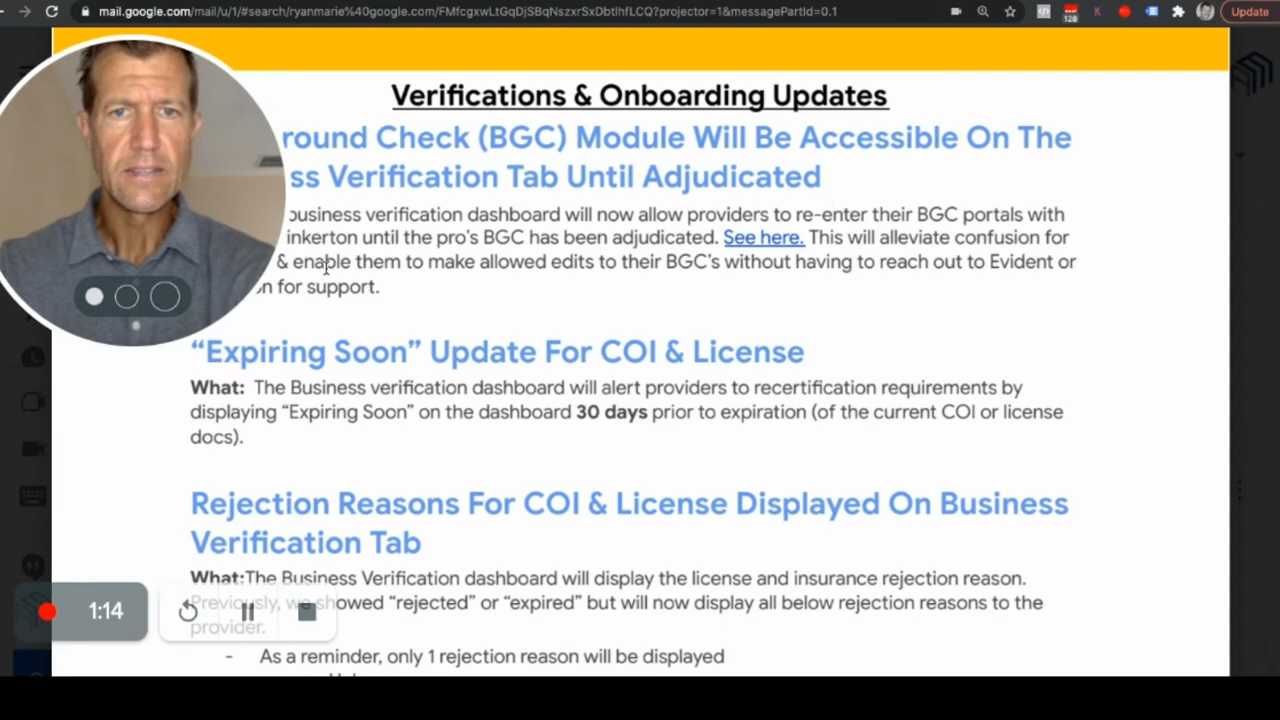 mail.google.com/mail/u/1/#search/ryanmarie%40google.com/FMfcgxwLtGqDjSBqNszxrSxDbtlhfLCQ?projector=1&messagePartId=0.1
128
K
Update
Verifications & Onboarding Updates
round Check (BGC) Module Will Be Accessible On The
ss Verification Tab Until Adjudicated
business verification dashboard will now allow providers to re-enter their BGC portals with
inkerton until the pro's BGC has been adjudicated. See here. This will alleviate confusion for
& enable them to make allowed edits to their BGC's without having to reach out to Evident or
n for support.
“Expiring Soon” Update For COI & License
What: The Business verification dashboard will alert providers to recertification requirements by
displaying “Expiring Soon” on the dashboard 30 days prior to expiration (of the current COI or license
docs).
Rejection Reasons For COI & License Displayed On Business
Verification Tab
What:The Business Verification dashboard will display the license and insurance rejection reason.
Previously, we showed “rejected” or “expired” but will now display all below rejection reasons to the
provider.
1:14
- As a reminder, only 1 rejection reason will be displayed